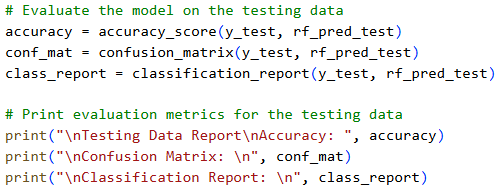 # Evaluate the model on the testing data
accuracy = accuracy_score(y_test, rf_pred_test)
conf_mat = confusion_matrix(y_test, rf_pred_test)
class_report = classification_report(y_test, rf_pred_test)

# Print evaluation metrics for the testing data
print("\nTesting Data Report\nAccuracy: ", accuracy)
print("\nConfusion Matrix: \n", conf_mat)
print("\nClassification Report: \n", class_report)